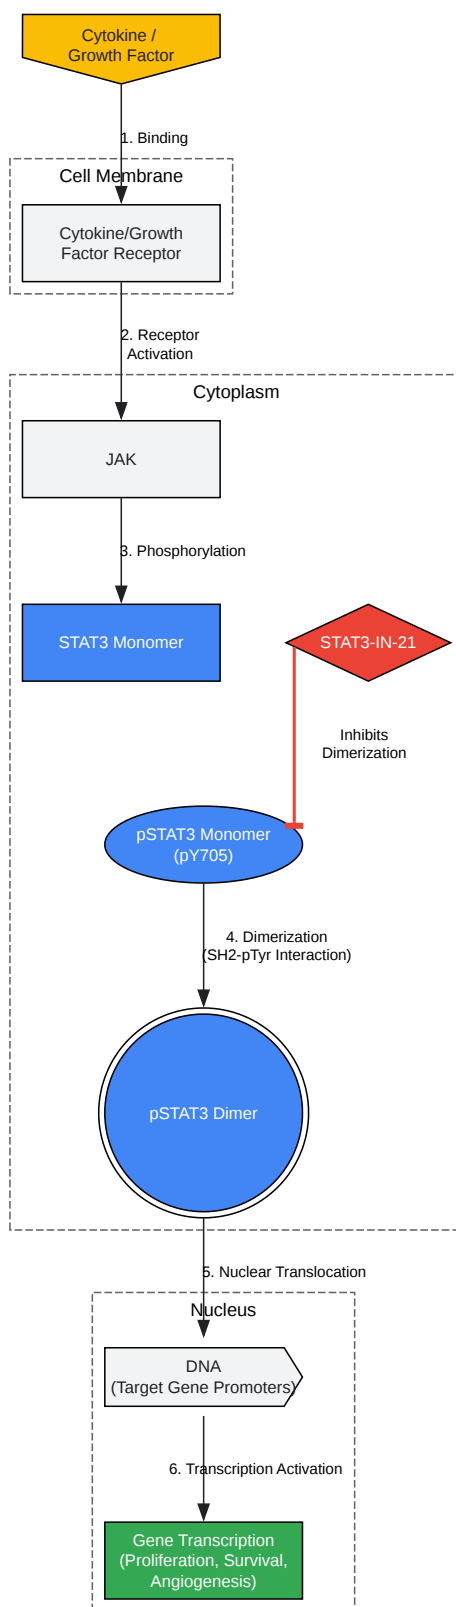 Cytokine /
Growth Factor
1. Binding
Cell Membrane
Cytokine/Growth
Factor Receptor
2. Receptor
Activation
Cytoplasm
JAK
3. Phosphorylation
STAT3 Monomer
STAT3-IN-21
Inhibits
Dimerization
pSTAT3 Monomer
(pY705)
4. Dimerization
(SH2-pTyr Interaction)
pSTAT3 Dimer
5. Nuclear Translocation
Nucleus
DNA
(Target Gene Promoters)
6. Transcription Activation
Gene Transcription
(Proliferation, Survival,
Angiogenesis)